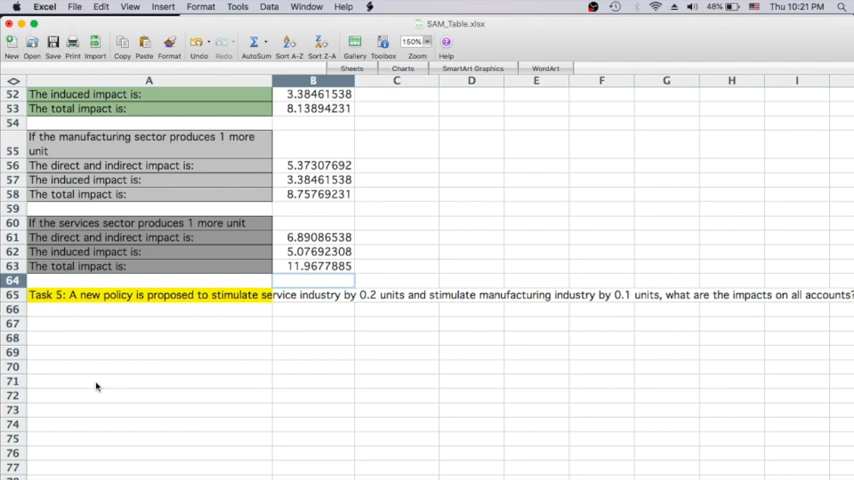 Excel File Edit View Insert Format Tools Data Window Help 48% Thu 10:21 PM
SAM_Table.xlsx
150%
New Open Save Print Import Copy Paste Format Undo AutoSum Sort A-Z Sort Z-A Gallery Toolbox Zoom Help
Sheets Charts SmartArt Graphics WordArt
A B C D E F G H I
52 The induced impact is: 3.38461538
53 The total impact is: 8.13894231
54
If the manufacturing sector produces 1 more
55 unit
56 The direct and indirect impact is: 5.37307692
57 The induced impact is: 3.38461538
58 The total impact is: 8.75769231
59
60 If the services sector produces 1 more unit
61 The direct and indirect impact is: 6.89086538
62 The induced impact is: 5.07692308
63 The total impact is: 11.9677885
64
65 Task 5: A new policy is proposed to stimulate service industry by 0.2 units and stimulate manufacturing industry by 0.1 units, what are the impacts on all accounts?
66
67
68
69
70
71
72
73
74
75
76
77